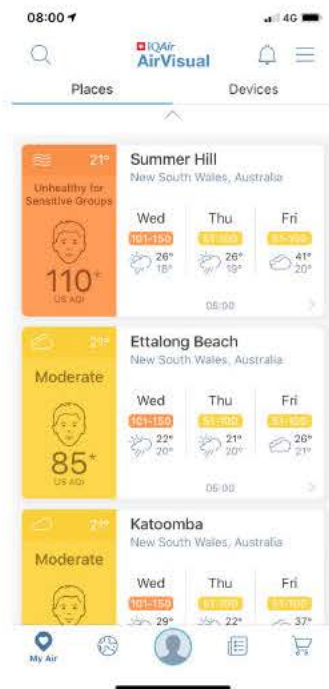 08:00
4G
IQAir
AirVisual
Places
Devices
21°
Unhealthy for
Sensitive Groups
110*
US AQI
Summer Hill
New South Wales, Australia
Wed Thu Fri
101-150 51-100 51-100
26° 26° 41°
18° 19° 20°
05:00
21°
Moderate
85*
US AQI
Ettalong Beach
New South Wales, Australia
Wed Thu Fri
101-150 51-100 51-100
22° 21° 26°
20° 20° 21°
05:00
21°
Moderate
Katoomba
New South Wales, Australia
Wed Thu Fri
101-150 51-100 51-100
29° 22° 37°
My Air